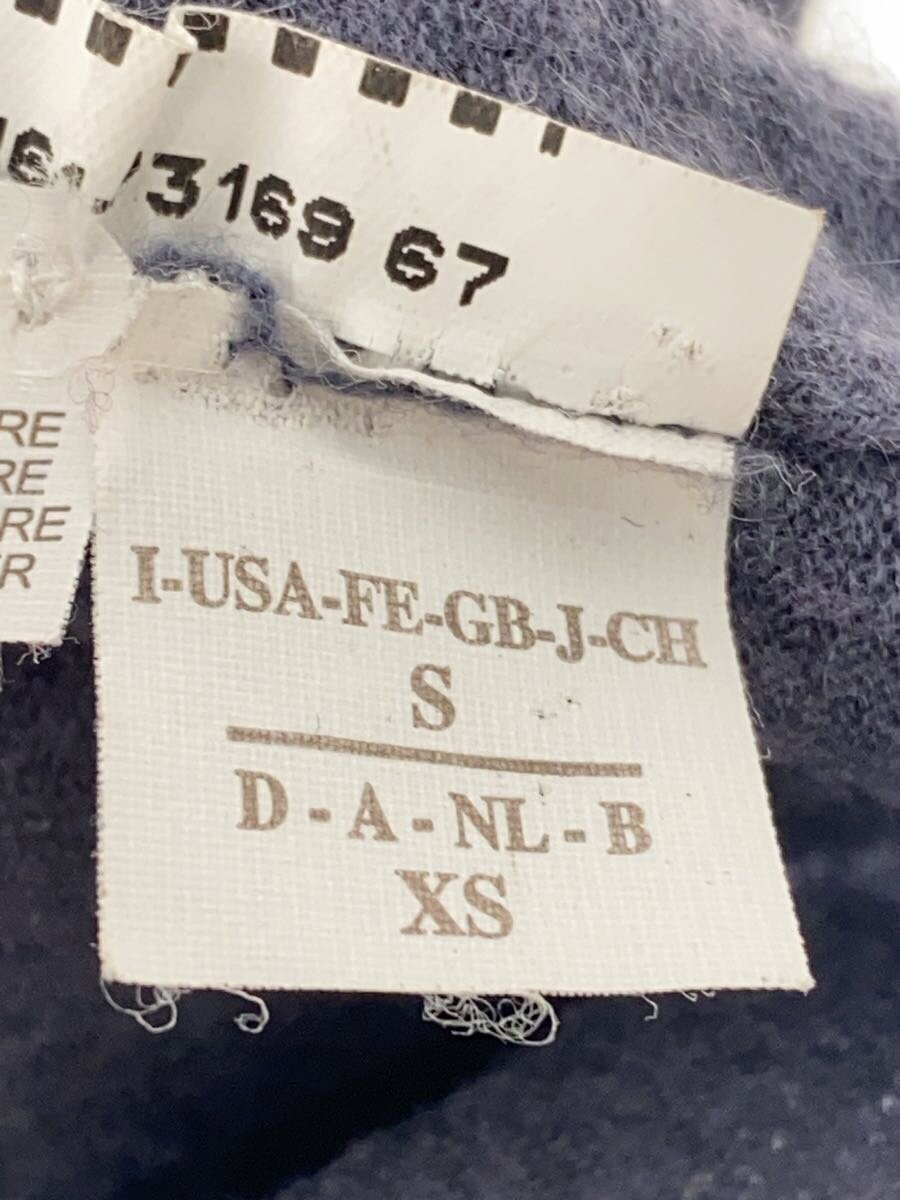 /3169 67
RE
RE
RE
R
I-USA-FE-GB-J-CH
S
D - A - NL - B
XS